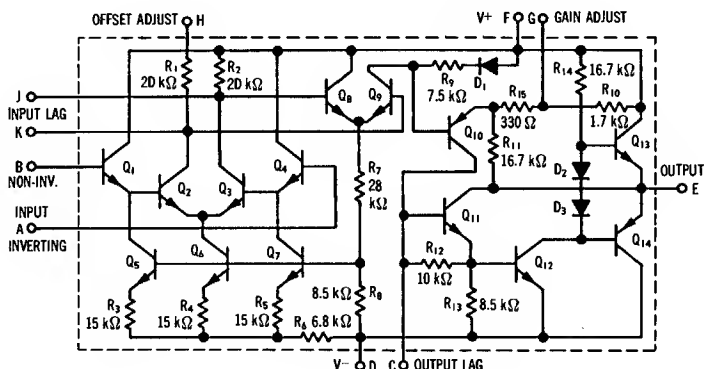 OFFSET ADJUST H
V+ F G GAIN ADJUST
R1
2D kΩ
R2
2D kΩ
J
INPUT LAG
K
B
NON-INV.
INPUT
A
INVERTING
Q1
Q2
Q3
Q4
Q5
Q6
Q7
Q8
Q9
R9
7.5 kΩ
D1
R14 16.7 kΩ
R15
330 Ω
R10
1.7 kΩ
Q10
R11
16.7 kΩ
Q13
D2
D3
OUTPUT
E
R7
28
kΩ
Q11
R12
10 kΩ
Q12
Q14
R13 8.5 kΩ
8.5 kΩ R8
R3
15 kΩ
R4
15 kΩ
R5
15 kΩ
R6 6.8 kΩ
V− D C OUTPUT LAG